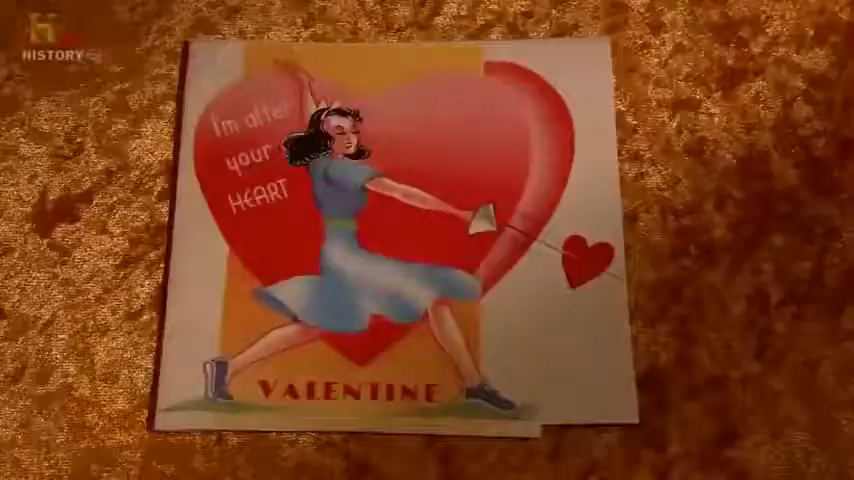 HISTORY
I'm after
your
HEART
VALENTINE